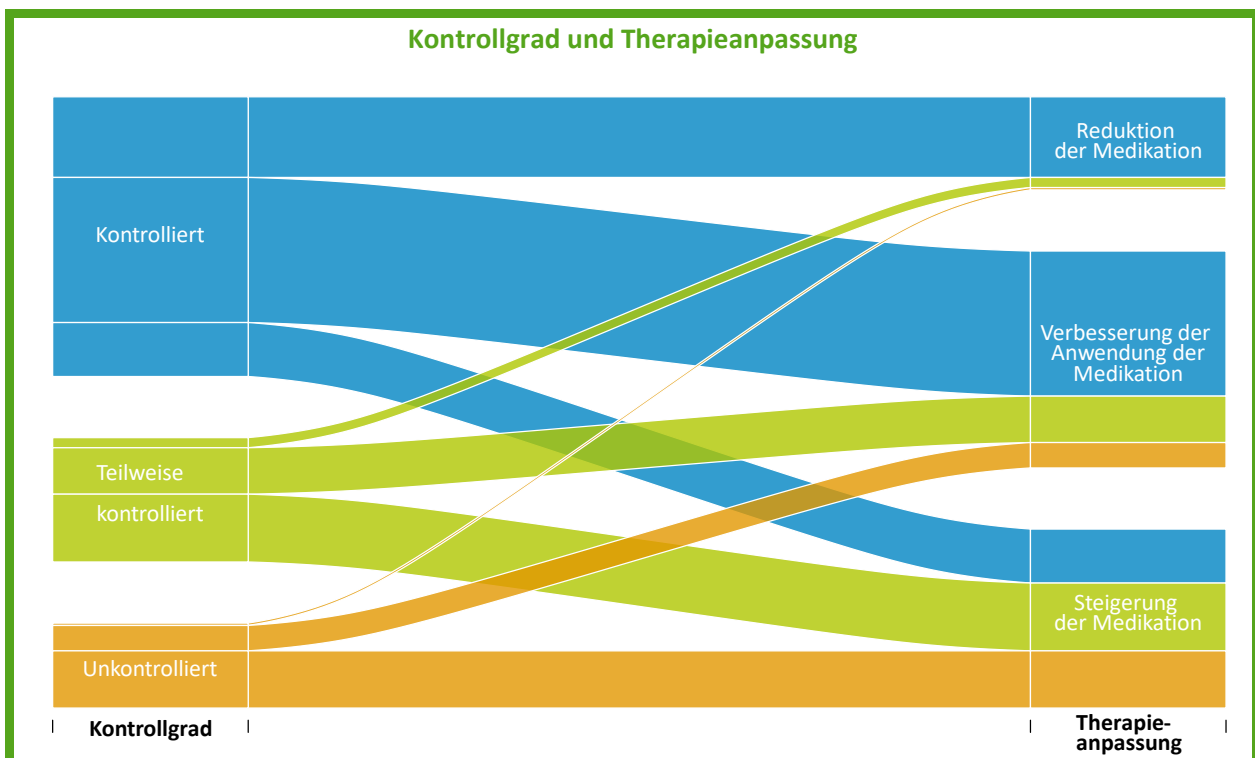 Kontrollgrad und Therapieanpassung
Reduktion
der Medikation
Kontrolliert
Verbesserung der
Anwendung der
Medikation
Teilweise
kontrolliert
Steigerung
der Medikation
Unkontrolliert
Kontrollgrad
Therapie-
anpassung